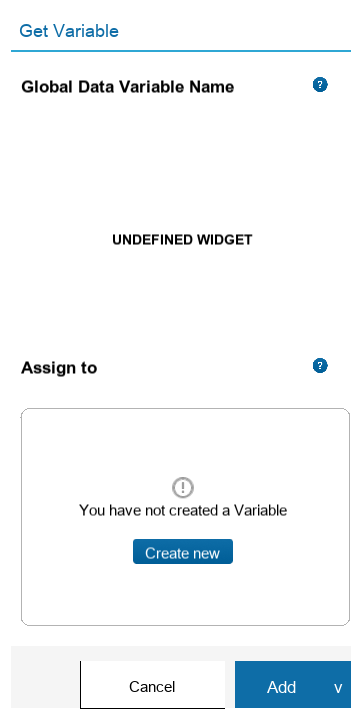 Get Variable
Global Data Variable Name ?
UNDEFINED WIDGET
Assign to ?
You have not created a Variable
Create new
Cancel Add v